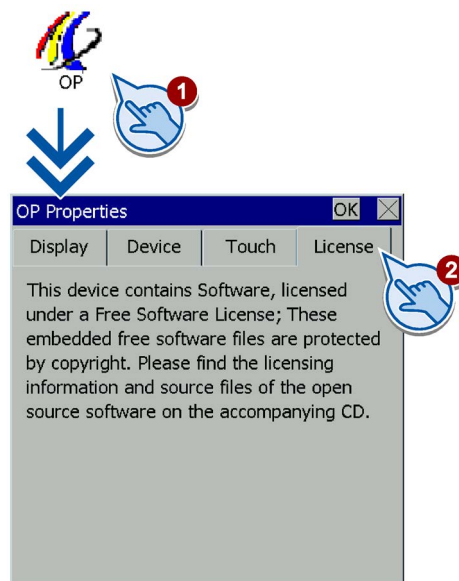 OP
1
OP Properties OK
Display Device Touch License
2
This device contains Software, licensed
under a Free Software License; These
embedded free software files are protected
by copyright. Please find the licensing
information and source files of the open
source software on the accompanying CD.